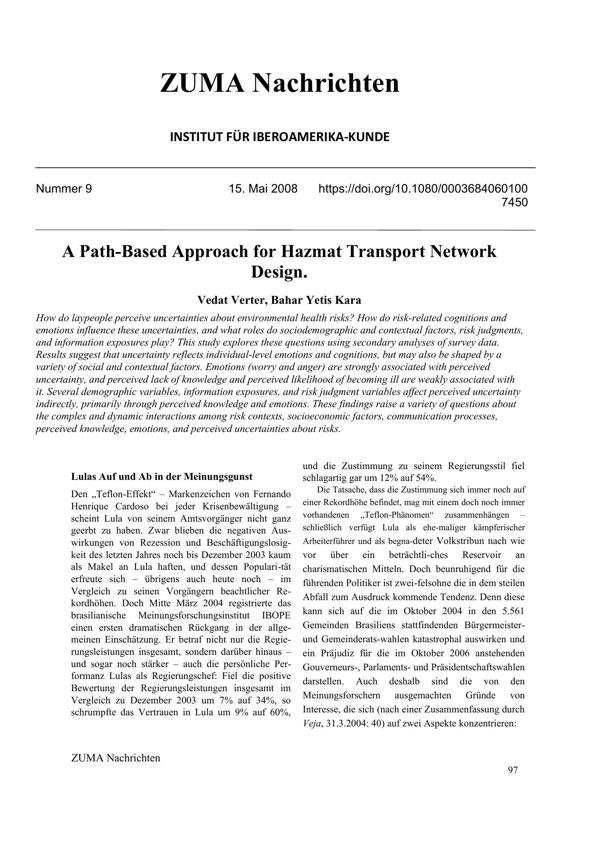 ZUMA Nachrichten
INSTITUT FÜR IBEROAMERIKA-KUNDE
Nummer 9 15. Mai 2008 https://doi.org/10.1080/0003684060100
7450
A Path-Based Approach for Hazmat Transport Network
Design.
Vedat Verter, Bahar Yetis Kara
How do laypeople perceive uncertainties about environmental health risks? How do risk-related cognitions and
emotions influence these uncertainties, and what roles do sociodemographic and contextual factors, risk judgments,
and information exposures play? This study explores these questions using secondary analyses of survey data.
Results suggest that uncertainty reflects individual-level emotions and cognitions, but may also be shaped by a
variety of social and contextual factors. Emotions (worry and anger) are strongly associated with perceived
uncertainty, and perceived lack of knowledge and perceived likelihood of becoming ill are weakly associated with
it. Several demographic variables, information exposures, and risk judgment variables affect perceived uncertainty
indirectly, primarily through perceived knowledge and emotions. These findings raise a variety of questions about
the complex and dynamic interactions among risk contexts, socioeconomic factors, communication processes,
perceived knowledge, emotions, and perceived uncertainties about risks.
Lulas Auf und Ab in der Meinungsgunst
Den „Teflon-Effekt“ – Markenzeichen von Fernando
Henrique Cardoso bei jeder Krisenbewältigung –
scheint Lula von seinem Amtsvorgänger nicht ganz
geerbt zu haben. Zwar blieben die negativen Aus-
wirkungen von Rezession und Beschäftigungslosig-
keit des letzten Jahres noch bis Dezember 2003 kaum
als Makel an Lula haften, und dessen Populari-tät
erfreute sich – übrigens auch heute noch – im
Vergleich zu seinen Vorgängern beachtlicher Re-
kordhöhen. Doch Mitte März 2004 registrierte das
brasilianische Meinungsforschungsinstitut IBOPE
einen ersten dramatischen Rückgang in der allge-
meinen Einschätzung. Er betraf nicht nur die Regie-
rungsleistungen insgesamt, sondern darüber hinaus –
und sogar noch stärker – auch die persönliche Per-
formanz Lulas als Regierungschef: Fiel die positive
Bewertung der Regierungsleistungen insgesamt im
Vergleich zu Dezember 2003 um 7% auf 34%, so
schrumpfte das Vertrauen in Lula um 9% auf 60%,
und die Zustimmung zu seinem Regierungsstil fiel
schlagartig gar um 12% auf 54%.
Die Tatsache, dass die Zustimmung sich immer noch auf
einer Rekordhöhe befindet, mag mit einem doch noch immer
vorhandenen „Teflon-Phänomen“ zusammenhängen –
schließlich verfügt Lula als ehe-maliger kämpferischer
Arbeiterführer und als begna-deter Volkstribun nach wie
vor über ein beträchtli-ches Reservoir an
charismatischen Mitteln. Doch beunruhigend für die
führenden Politiker ist zwei-felsohne die in dem steilen
Abfall zum Ausdruck kommende Tendenz. Denn diese
kann sich auf die im Oktober 2004 in den 5.561
Gemeinden Brasiliens stattfindenden Bürgermeister-
und Gemeinderats-wahlen katastrophal auswirken und
ein Präjudiz für die im Oktober 2006 anstehenden
Gouverneurs-, Parlaments- und Präsidentschaftswahlen
darstellen. Auch deshalb sind die von den
Meinungsforschern ausgemachten Gründe von
Interesse, die sich (nach einer Zusammenfassung durch
Veja, 31.3.2004: 40) auf zwei Aspekte konzentrieren:
ZUMA Nachrichten
97